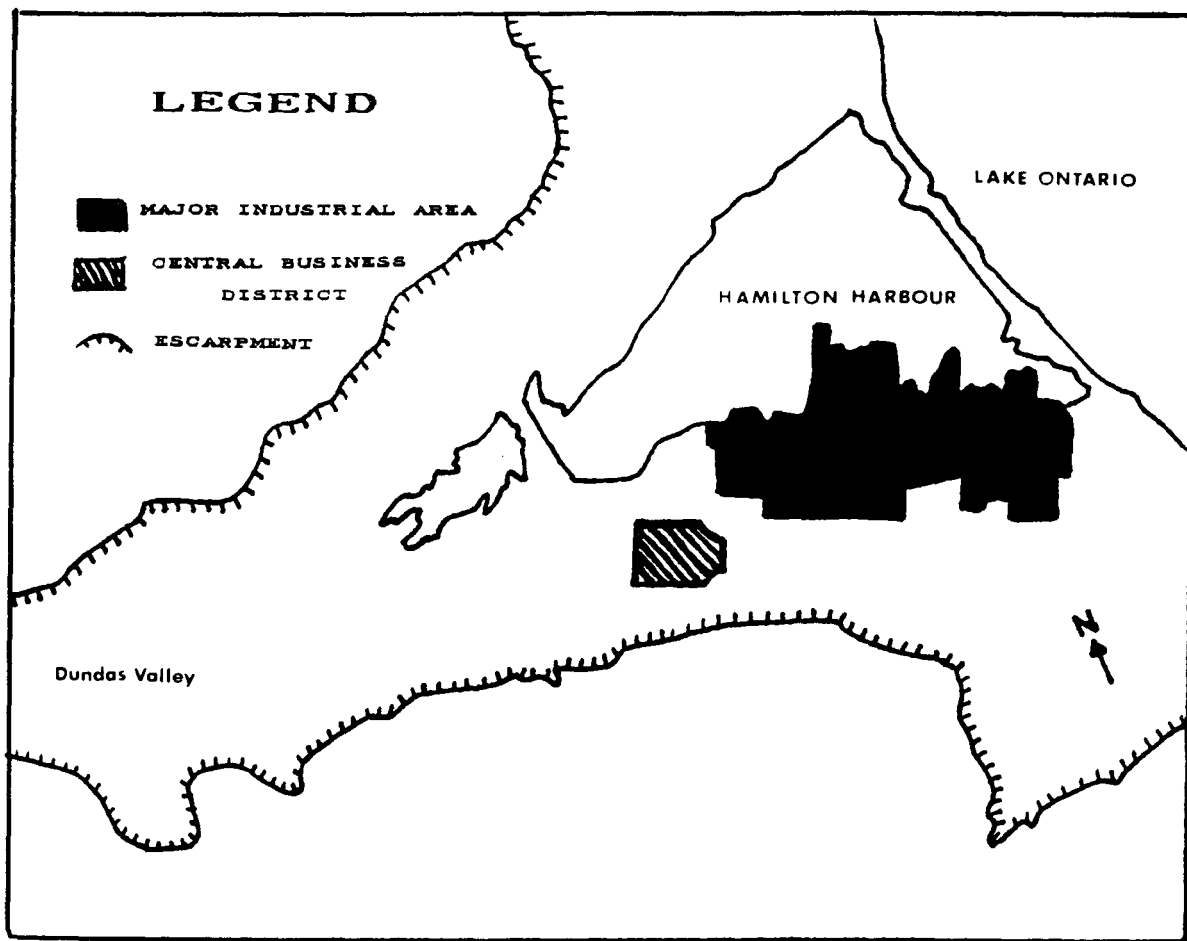 LEGEND
MAJOR INDUSTRIAL AREA
CENTRAL BUSINESS
DISTRICT
ESCARPMENT
LAKE ONTARIO
HAMILTON HARBOUR
Dundas Valley
N